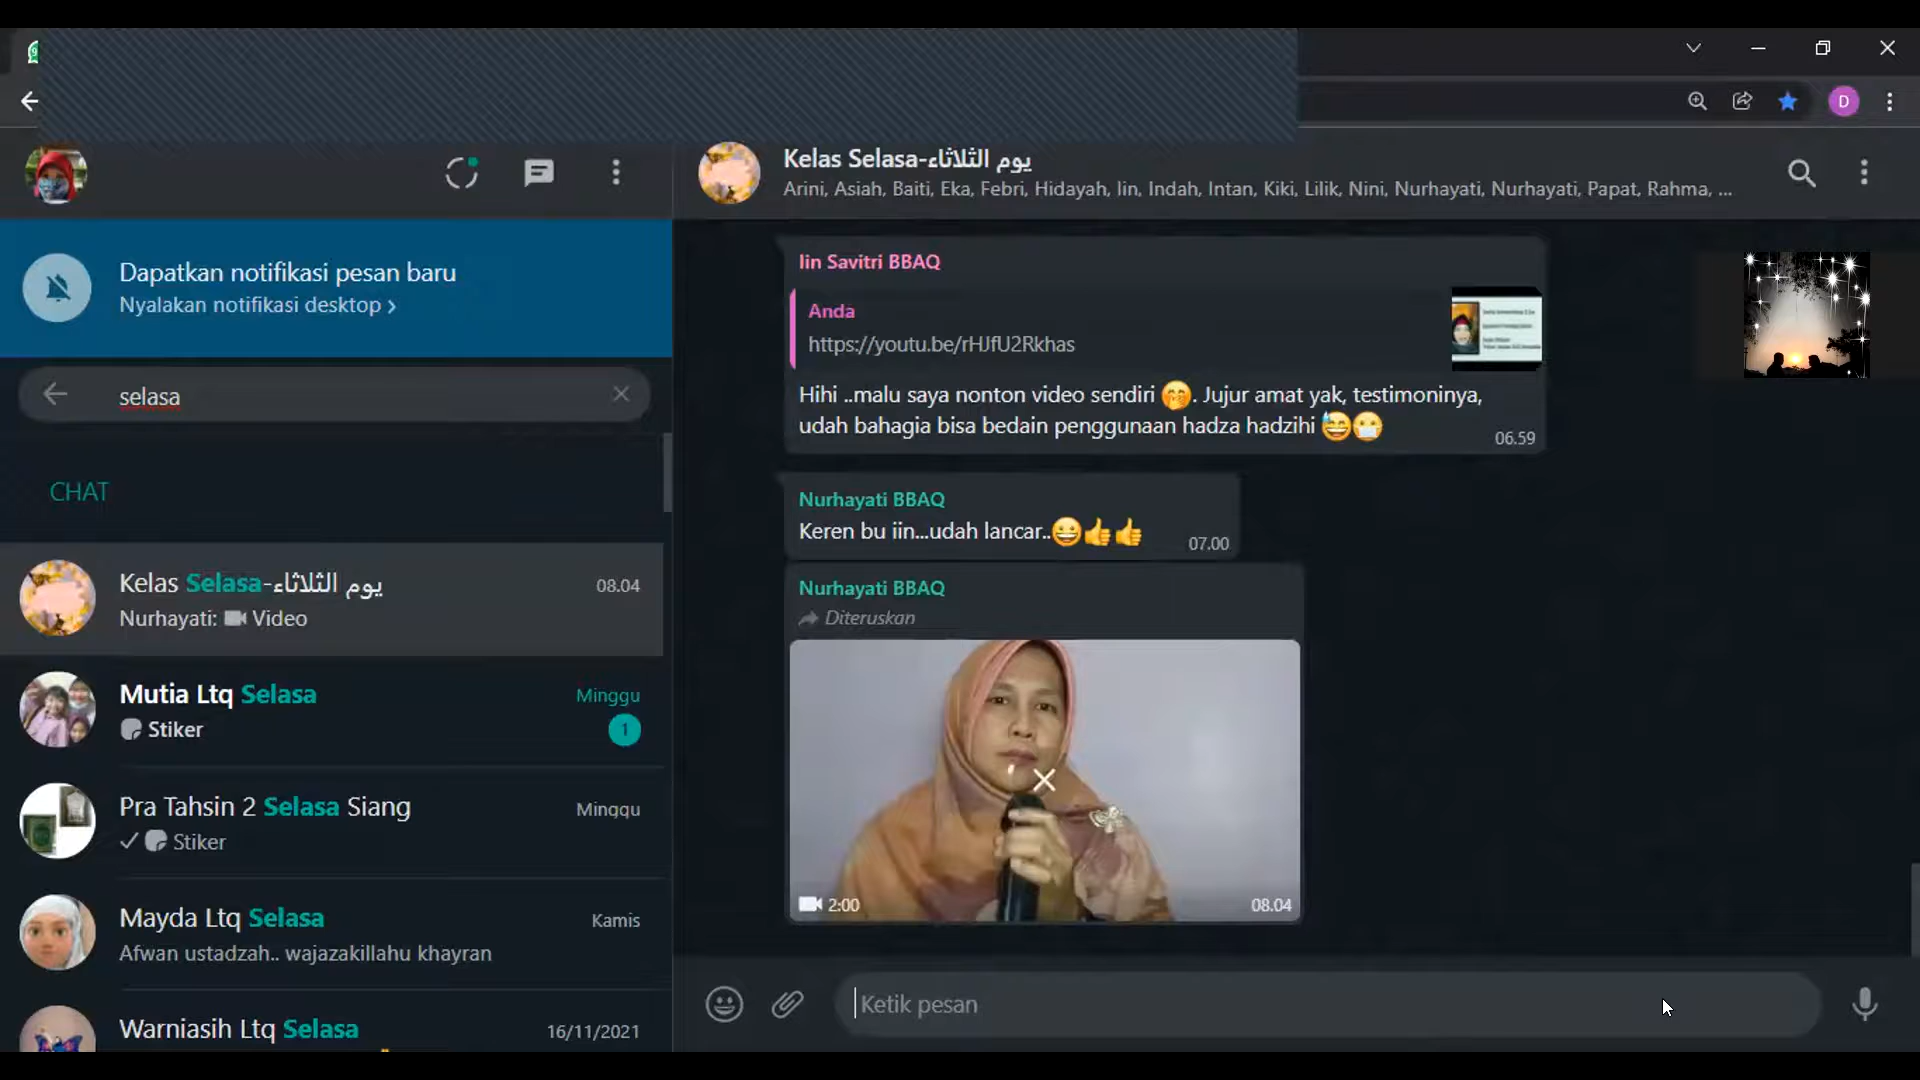 D
Kelas Selasa-يوم الثلاثاء
Arini, Asiah, Baiti, Eka, Febri, Hidayah, Iin, Indah, Intan, Kiki, Lilik, Nini, Nurhayati, Nurhayati, Papat, Rahma, ...
Dapatkan notifikasi pesan baru
Nyalakan notifikasi desktop >
selasa
CHAT
Kelas Selasa-يوم الثلاثاء
08.04
Nurhayati: Video
Mutia Ltq Selasa
Minggu
Stiker
1
Pra Tahsin 2 Selasa Siang
Minggu
Stiker
Mayda Ltq Selasa
Kamis
Afwan ustadzah.. wajazakillahu khayran
Warniasih Ltq Selasa
16/11/2021
Iin Savitri BBAQ
Anda
https://youtu.be/rHJfU2Rkhas
Hihi ..malu saya nonton video sendiri 🤭. Jujur amat yak, testimoninya,
udah bahagia bisa bedain penggunaan hadza hadzihi 😅😷
06.59
Nurhayati BBAQ
Keren bu iin...udah lancar..😀👍👍
07.00
Nurhayati BBAQ
Diteruskan
2:00
08.04
Ketik pesan